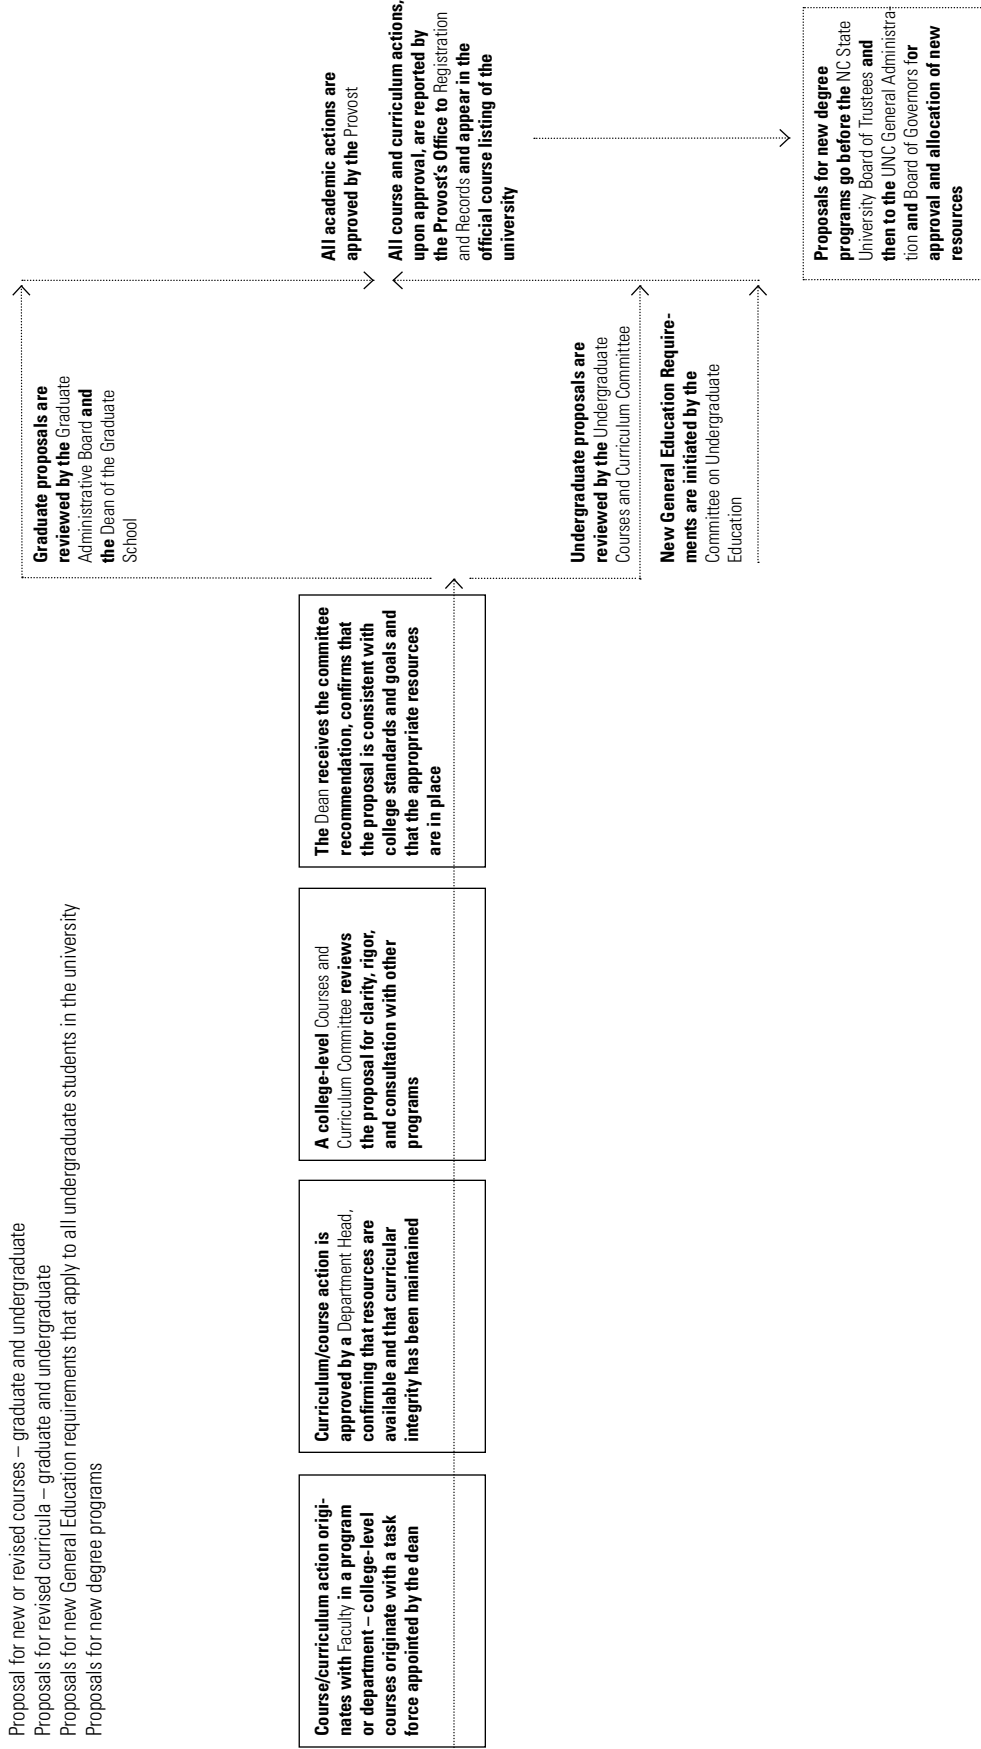 Proposal for new or revised courses – graduate and undergraduate
Proposals for revised curricula – graduate and undergraduate
Proposals for new General Education requirements that apply to all undergraduate students in the university
Proposals for new degree programs
Course/curriculum action origi-
nates with Faculty in a program
or department – college-level
courses originate with a task
force appointed by the dean
Curriculum/course action is
approved by a Department Head,
confirming that resources are
available and that curricular
integrity has been maintained
A college-level Courses and
Curriculum Committee reviews
the proposal for clarity, rigor,
and consultation with other
programs
The Dean receives the committee
recommendation, confirms that
the proposal is consistent with
college standards and goals and
that the appropriate resources
are in place
Graduate proposals are
reviewed by the Graduate
Administrative Board and
the Dean of the Graduate
School
Undergraduate proposals are
reviewed by the Undergraduate
Courses and Curriculum Committee
New General Education Require-
ments are initiated by the
Committee on Undergraduate
Education
All academic actions are
approved by the Provost
All course and curriculum actions,
upon approval, are reported by
the Provost's Office to Registration
and Records and appear in the
official course listing of the
university
Proposals for new degree
programs go before the NC State
University Board of Trustees and
then to the UNC General Administra-
tion and Board of Governors for
approval and allocation of new
resources